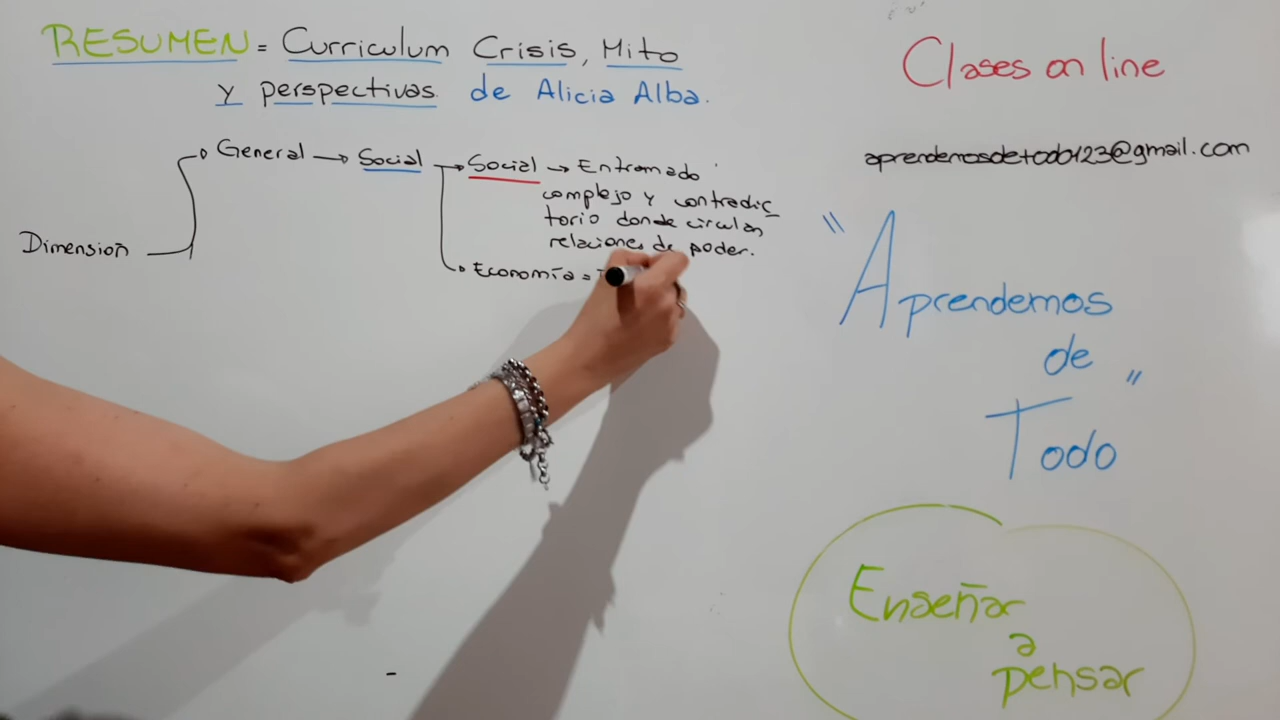 RESUMEN = Curriculum Crisis, Mito
y perspectivas de Alicia Alba.
Dimensión
General → Social → Social → Entramado
complejo y contradic
torio donde circulan
relaciones de poder.
Economía =
Clases on line
aprendemosdetodo123@gmail.com
"Aprendemos
de
Todo"
Enseñar
a
pensar